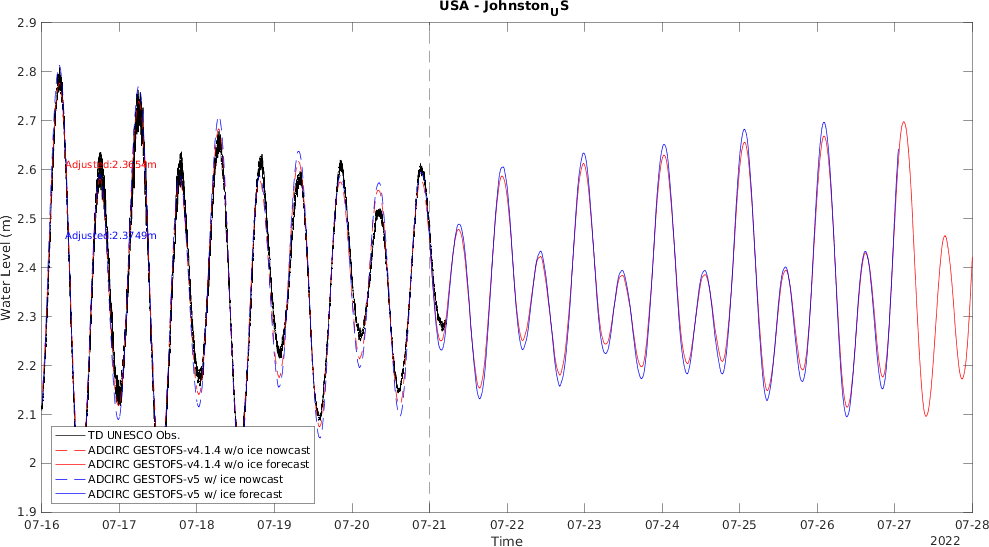 USA - JohnstonUS
2.9
2.8
2.7
2.6
2.5
2.4
2.3
2.2
2.1
2
1.9
Water Level (m)
Adjusted:2.3654m
Adjusted:2.3749m
TD UNESCO Obs.
ADCIRC GESTOFS-v4.1.4 w/o ice nowcast
ADCIRC GESTOFS-v4.1.4 w/o ice forecast
ADCIRC GESTOFS-v5 w/ ice nowcast
ADCIRC GESTOFS-v5 w/ ice forecast
07-16 07-17 07-18 07-19 07-20 07-21 07-22 07-23 07-24 07-25 07-26 07-27 07-28
Time
2022